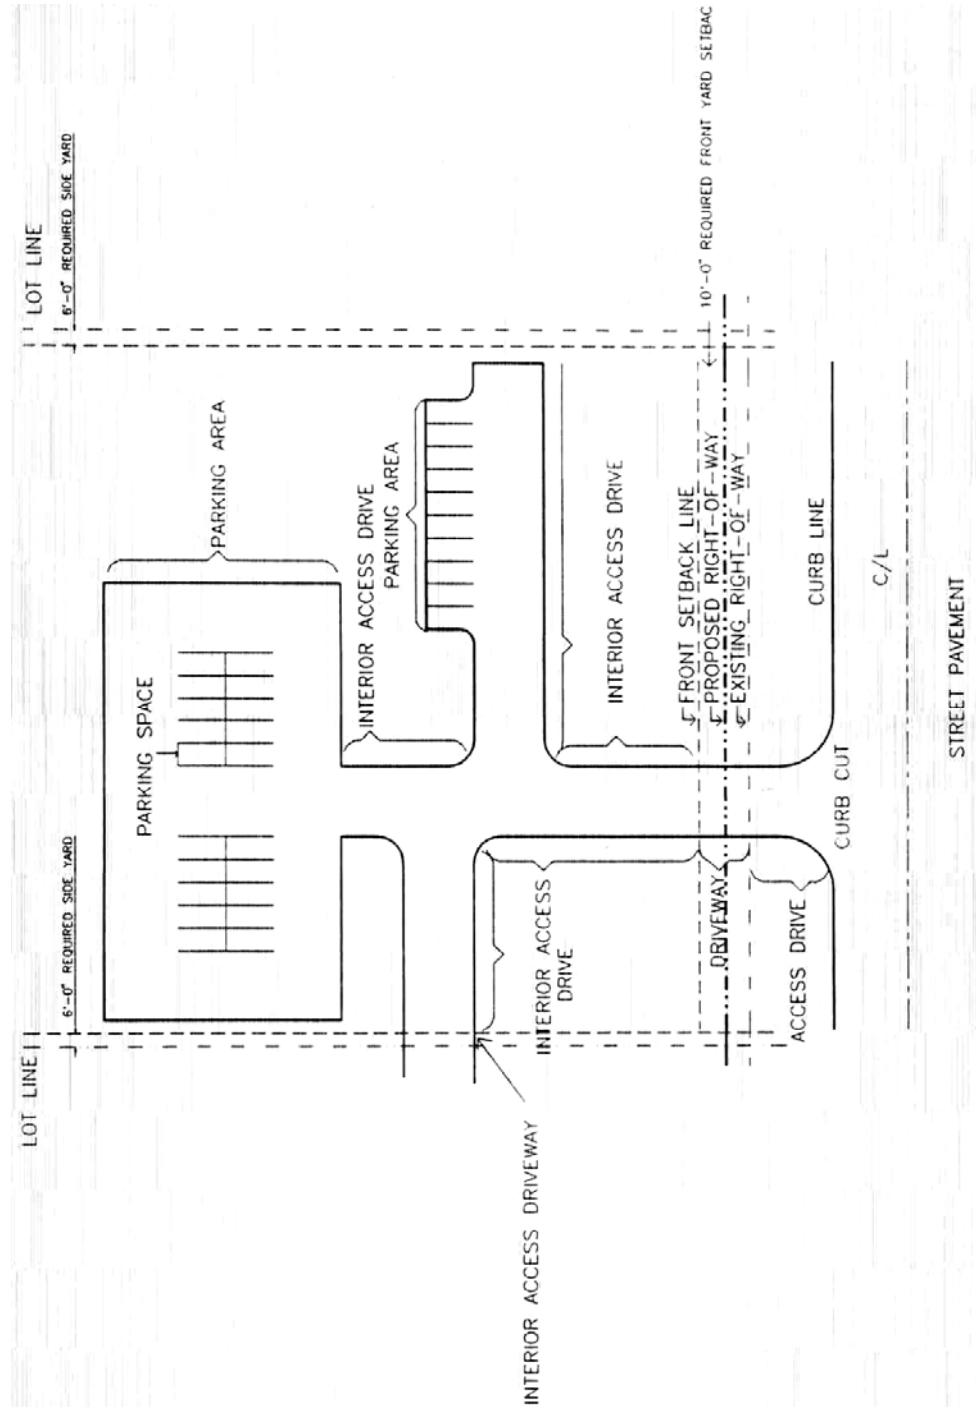 LOT LINE
6'-0" REQUIRED SIDE YARD
LOT LINE
6'-0" REQUIRED SIDE YARD
PARKING SPACE
PARKING AREA
INTERIOR ACCESS DRIVE
PARKING AREA
INTERIOR ACCESS DRIVEWAY
INTERIOR ACCESS
DRIVE
INTERIOR ACCESS DRIVE
FRONT SETBACK LINE
10'-0" REQUIRED FRONT YARD SETBAC
PROPOSED RIGHT-OF-WAY
DRIVEWAY
EXISTING RIGHT-OF-WAY
ACCESS DRIVE
CURB CUT
CURB LINE
C/L
STREET PAVEMENT